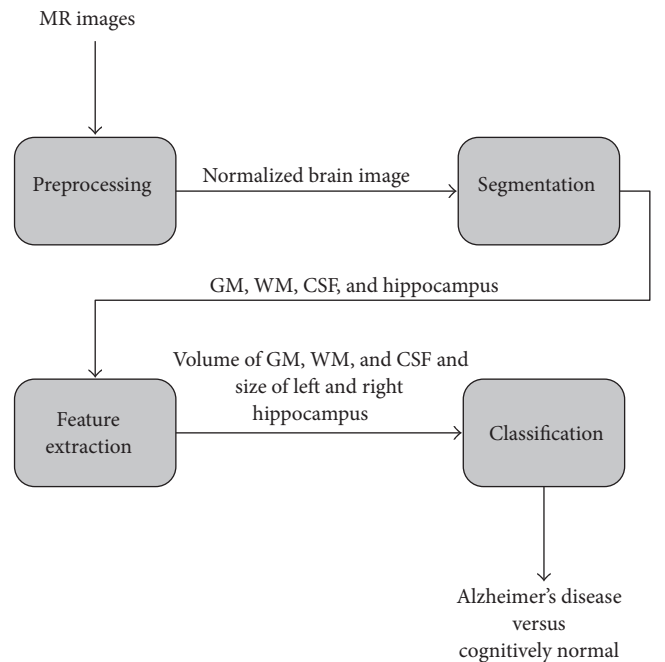 MR images
Preprocessing
Normalized brain image
Segmentation
GM, WM, CSF, and hippocampus
Volume of GM, WM, and CSF and
size of left and right
hippocampus
Feature
extraction
Classification
Alzheimer's disease
versus
cognitively normal